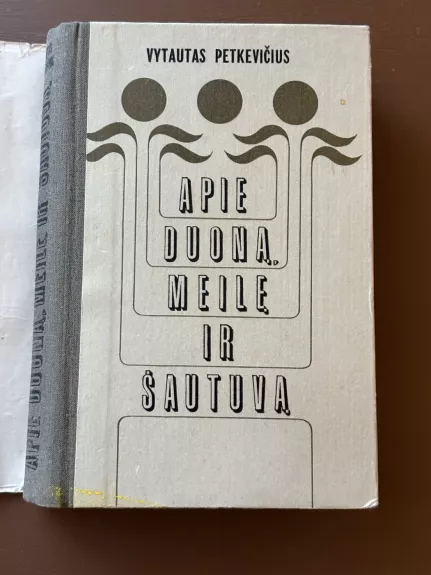 VYTAUTAS PETKEVIČIUS
APIE
DUONĄ,
MEILĘ
IR
ŠAUTUVĄ
APIE DUONĄ, MEILĘ IR ŠAUTUVĄ